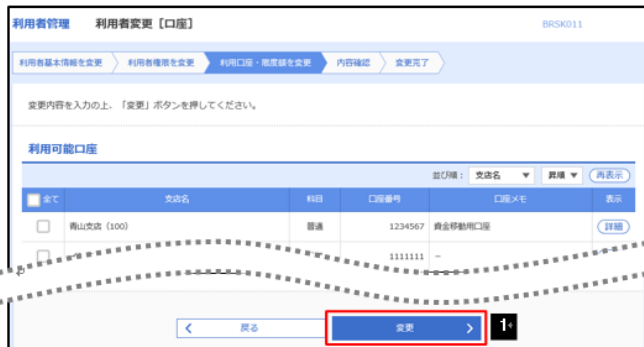 利用者管理 利用者変更［口座］ BRSK011
利用者基本情報を変更 利用者権限を変更 利用口座・限度額を変更 内容確認 変更完了
変更内容を入力の上、「変更」ボタンを押してください。
利用可能口座
並び順： 支店名 ▼ 昇順 ▼ 再表示
全て 支店名 科目 口座番号 口座メモ 表示
青山支店（100） 普通 1234567 資金移動用口座 詳細
1111111 －
戻る 変更 1